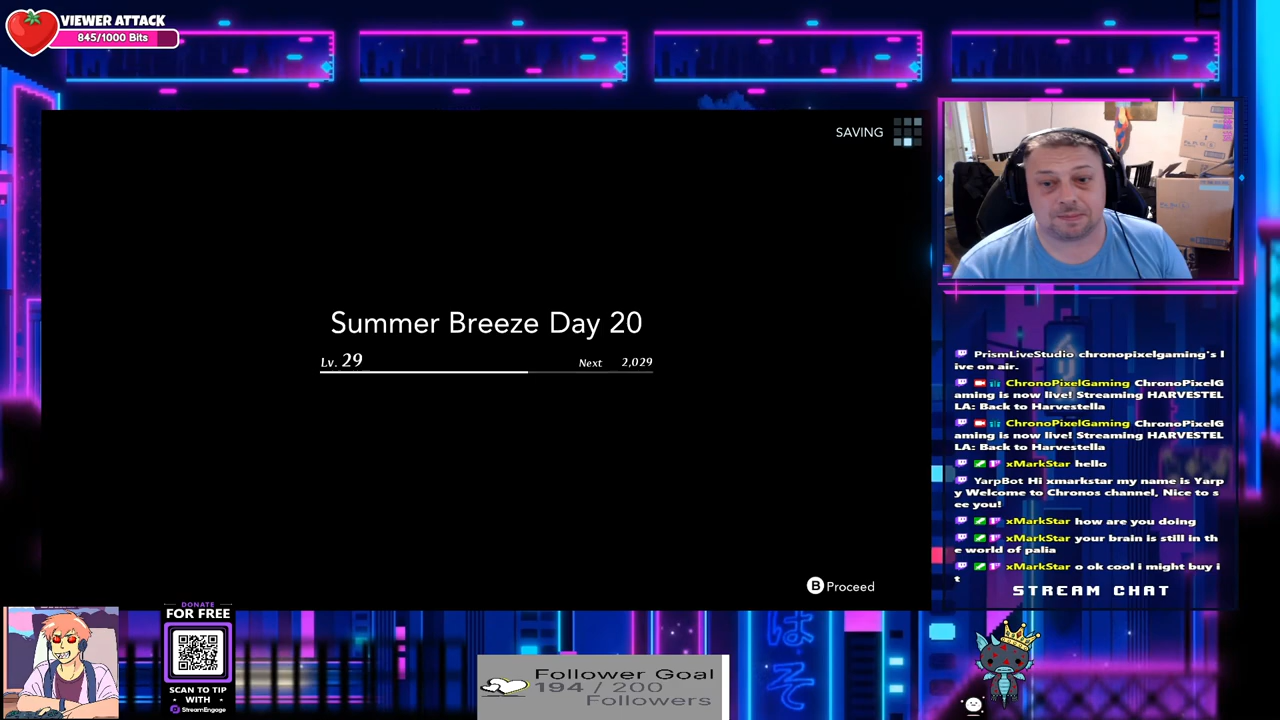 VIEWER ATTACK
845/1000 Bits
SAVING
Summer Breeze Day 20
Lv. 29 Next 2,029
B Proceed
PrismLiveStudio chronopixelgaming's l
ive on air.
ChronoPixelGaming ChronoPixelG
aming is now live! Streaming HARVESTEL
LA: Back to Harvestella
ChronoPixelGaming ChronoPixelG
aming is now live! Streaming HARVESTEL
LA: Back to Harvestella
xMarkStar hello
YarpBot Hi xmarkstar my name is Yarp
y Welcome to Chronos channel, Nice to s
ee you!
xMarkStar how are you doing
xMarkStar your brain is still in th
e world of palia
xMarkStar o ok cool i might buy i
t
STREAM CHAT
DONATE
FOR FREE
SCAN TO TIP
WITH
StreamEngage
Follower Goal
194 / 200
Followers
はそ